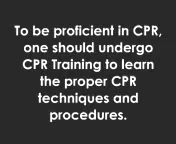 To be proficient in CPR,
one should undergo
CPR Training to learn
the proper CPR
techniques and
procedures.